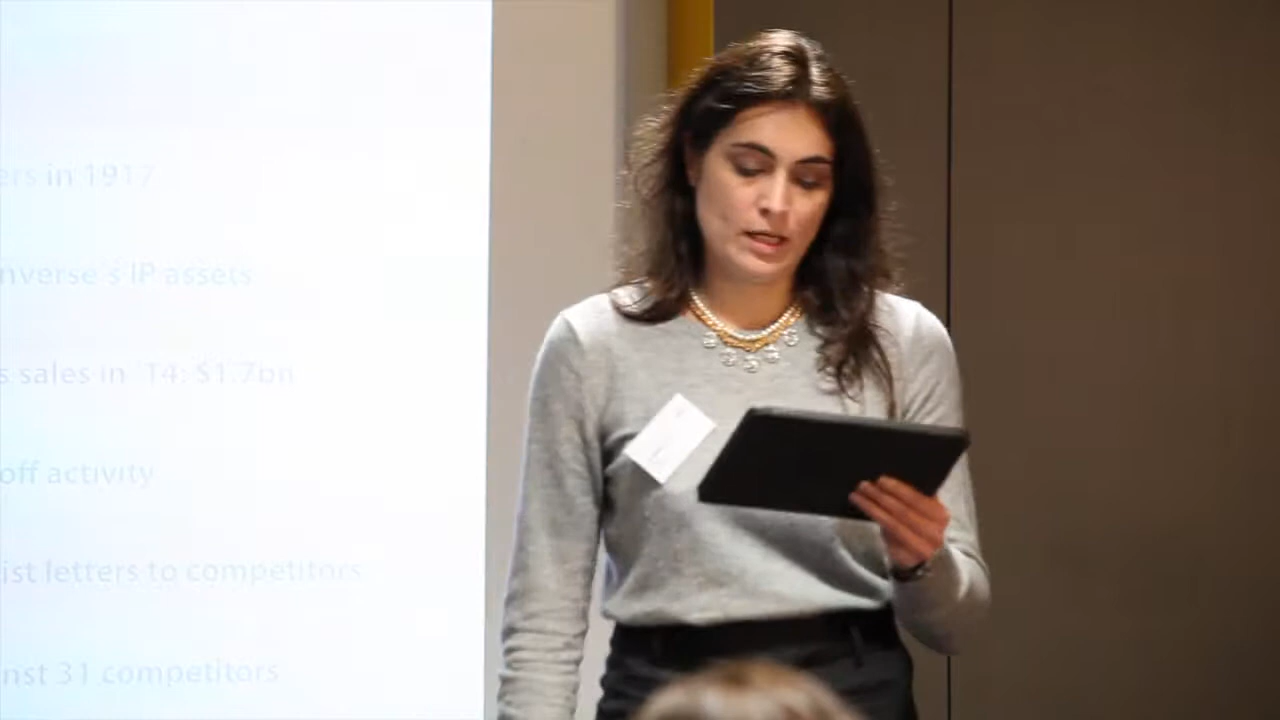 ers in 1917
nverse's IP assets
s sales in '14: $1.7bn
off activity
ist letters to competitors
nst 31 competitors